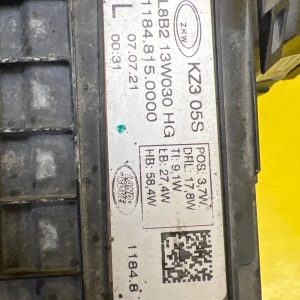 ZKW
KZ3 05S
L8B2 13W030 HG
1184.815.0000
07.07.21
00:31
L
POS: 3,7W
DRL: 17,8W
TI: 9,1W
LB: 27,4W
HB: 58,4W
LAND
ROVER
1184.8